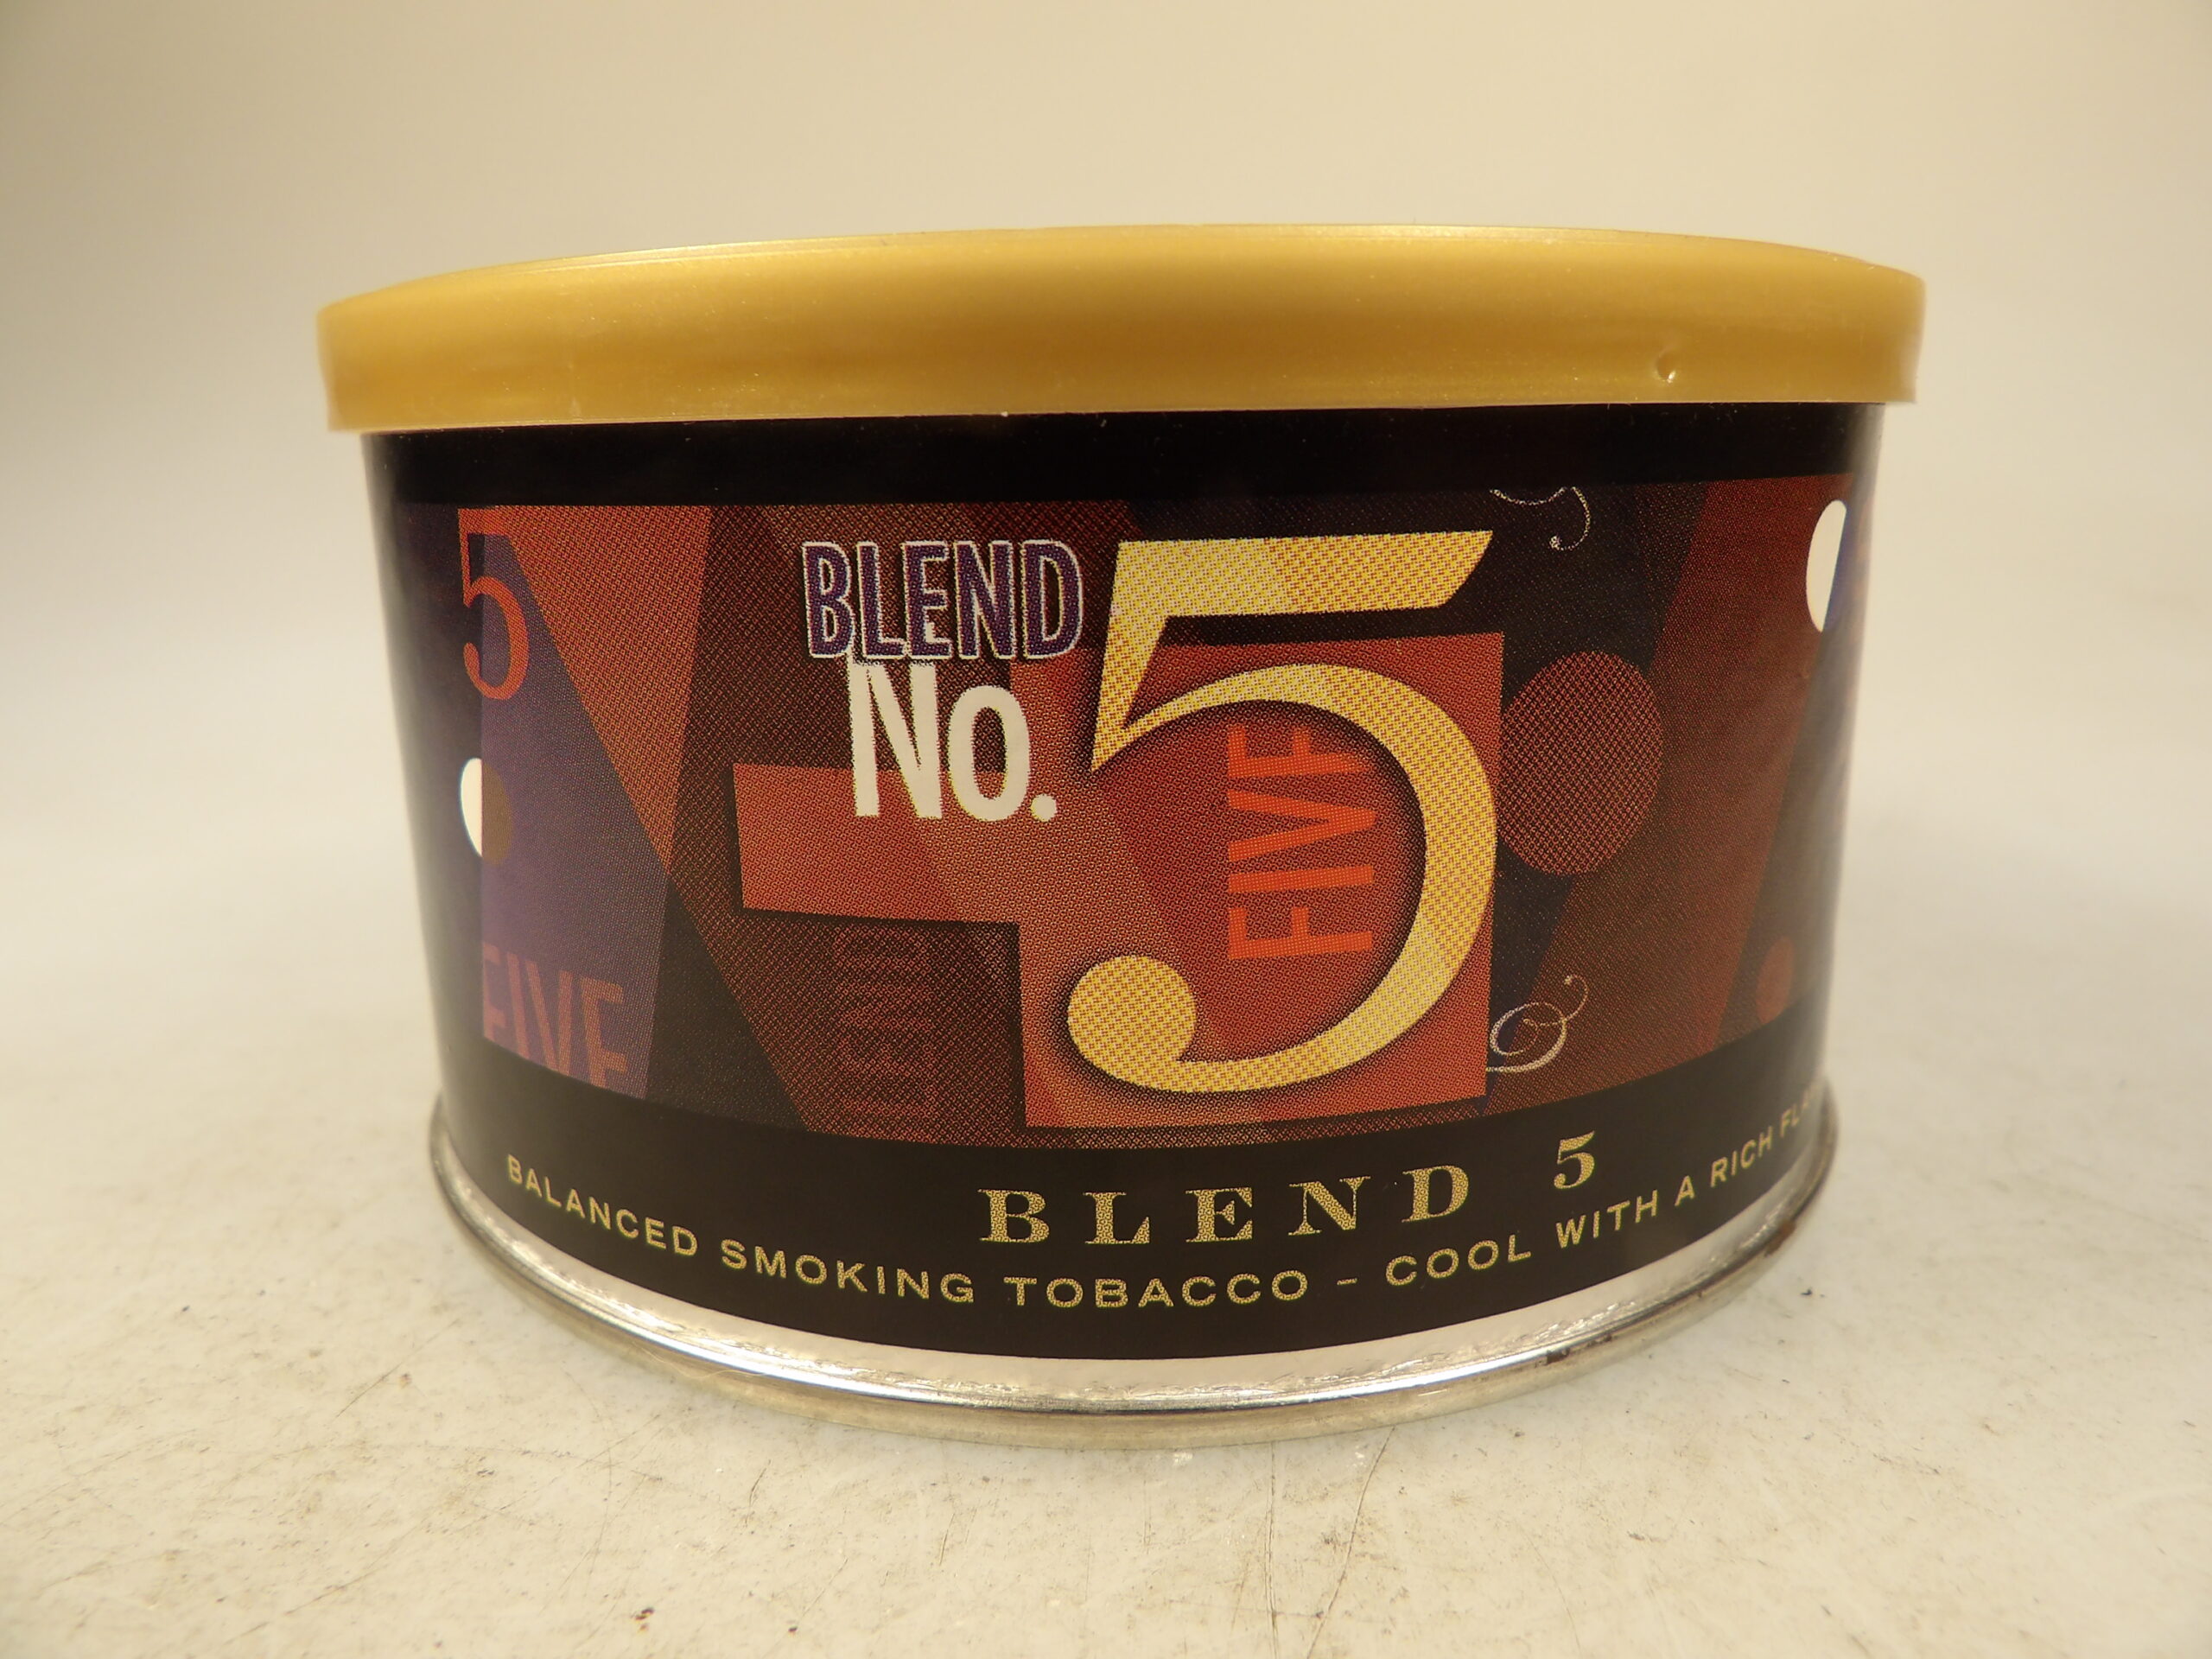 5
BLEND
No.
5
FIVE
FIVE
BLEND 5
BALANCED SMOKING TOBACCO – COOL WITH A RICH